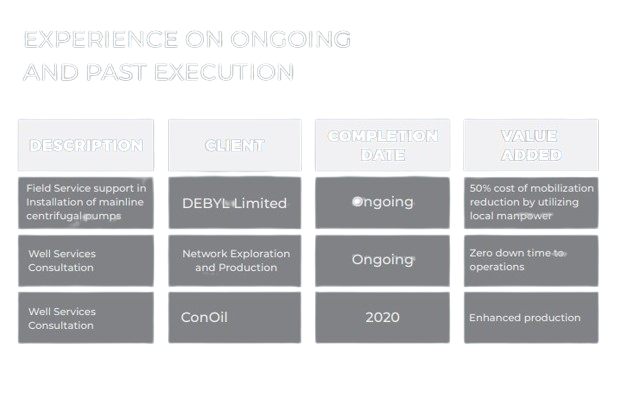 EXPERIENCE ON ONGOING
AND PAST EXECUTION
DESCRIPTION
CLIENT
COMPLETION
DATE
VALUE
ADDED
Field Service support in
Installation of mainline
centrifugal pumps
DEBYL Limited
Ongoing
50% cost of mobilization
reduction by utilizing
local manpower
Well Services
Consultation
Network Exploration
and Production
Ongoing
Zero down time to
operations
Well Services
Consultation
ConOil
2020
Enhanced production